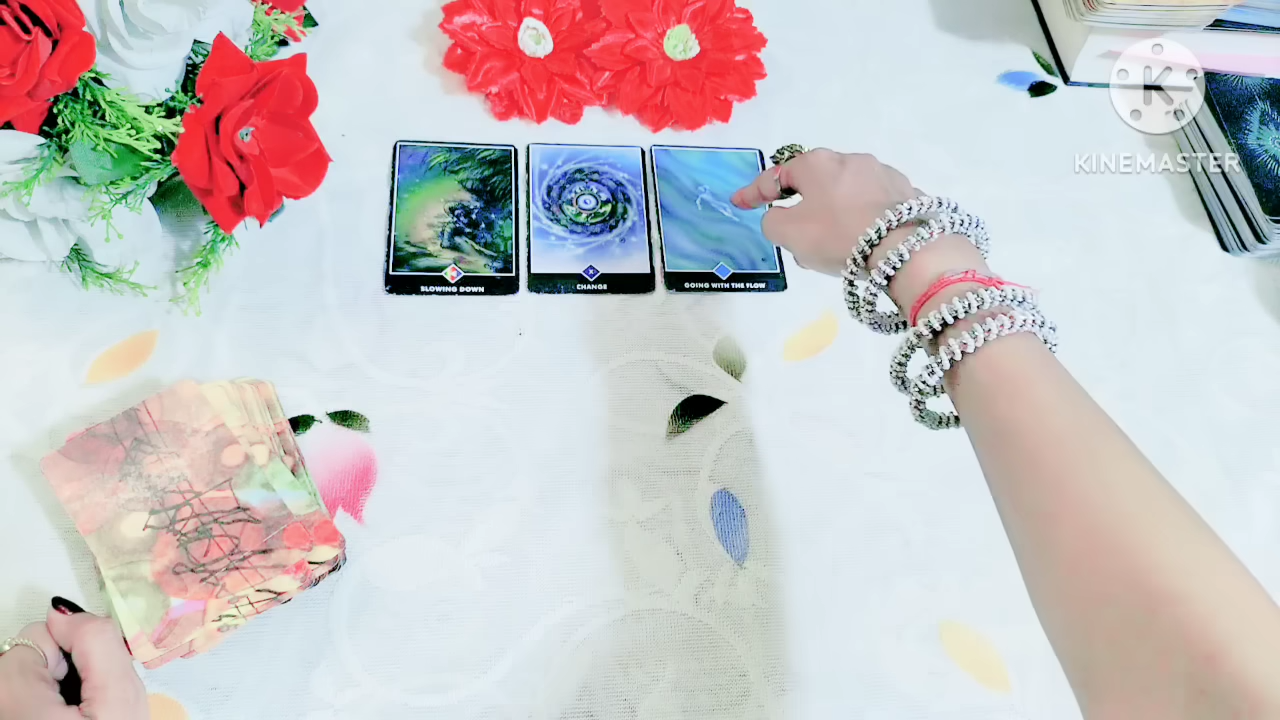 K
KINEMASTER
SLOWING DOWN
CHANGE
GOING WITH THE FLOW